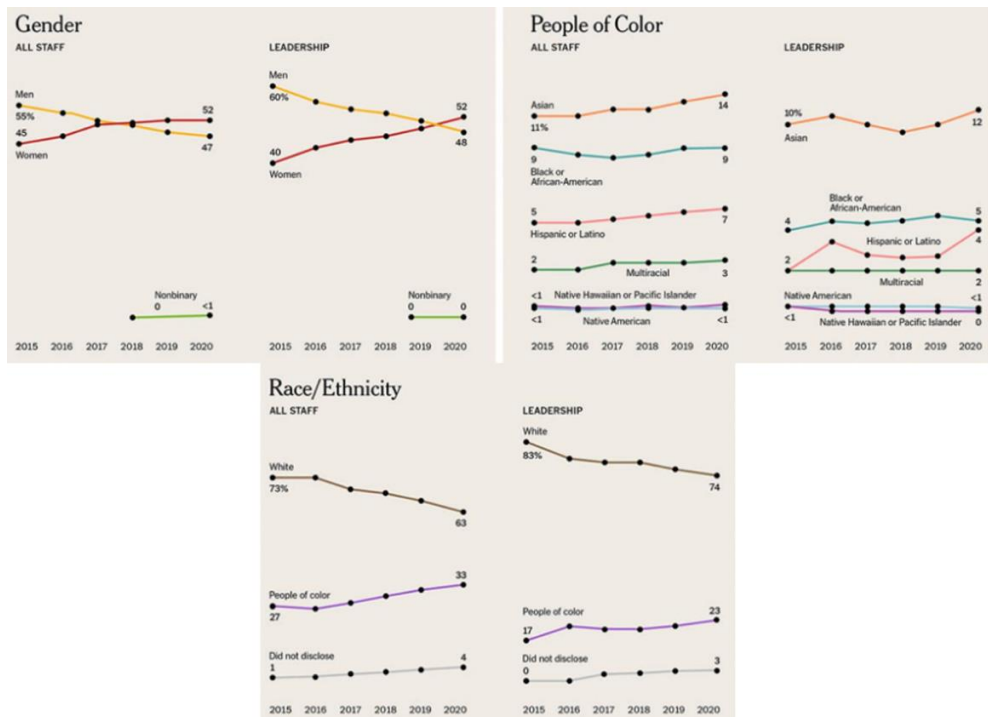 Gender
ALL STAFF
Men
55%
45
Women
52
47
Nonbinary
0
<1
2015 2016 2017 2018 2019 2020
LEADERSHIP
Men
60%
40
Women
52
48
Nonbinary
0
0
2015 2016 2017 2018 2019 2020
People of Color
ALL STAFF
Asian
11%
14
9
Black or
African-American
9
5
Hispanic or Latino
7
2
Multiracial
3
<1
Native Hawaiian or Pacific Islander
<1
Native American
<1
2015 2016 2017 2018 2019 2020
LEADERSHIP
10%
Asian
12
4
Black or
African-American
5
Hispanic or Latino
4
2
Multiracial
2
Native American
<1
<1
Native Hawaiian or Pacific Islander
0
2015 2016 2017 2018 2019 2020
Race/Ethnicity
ALL STAFF
White
73%
63
People of color
27
33
Did not disclose
1
4
2015 2016 2017 2018 2019 2020
LEADERSHIP
White
83%
74
People of color
17
23
Did not disclose
0
3
2015 2016 2017 2018 2019 2020